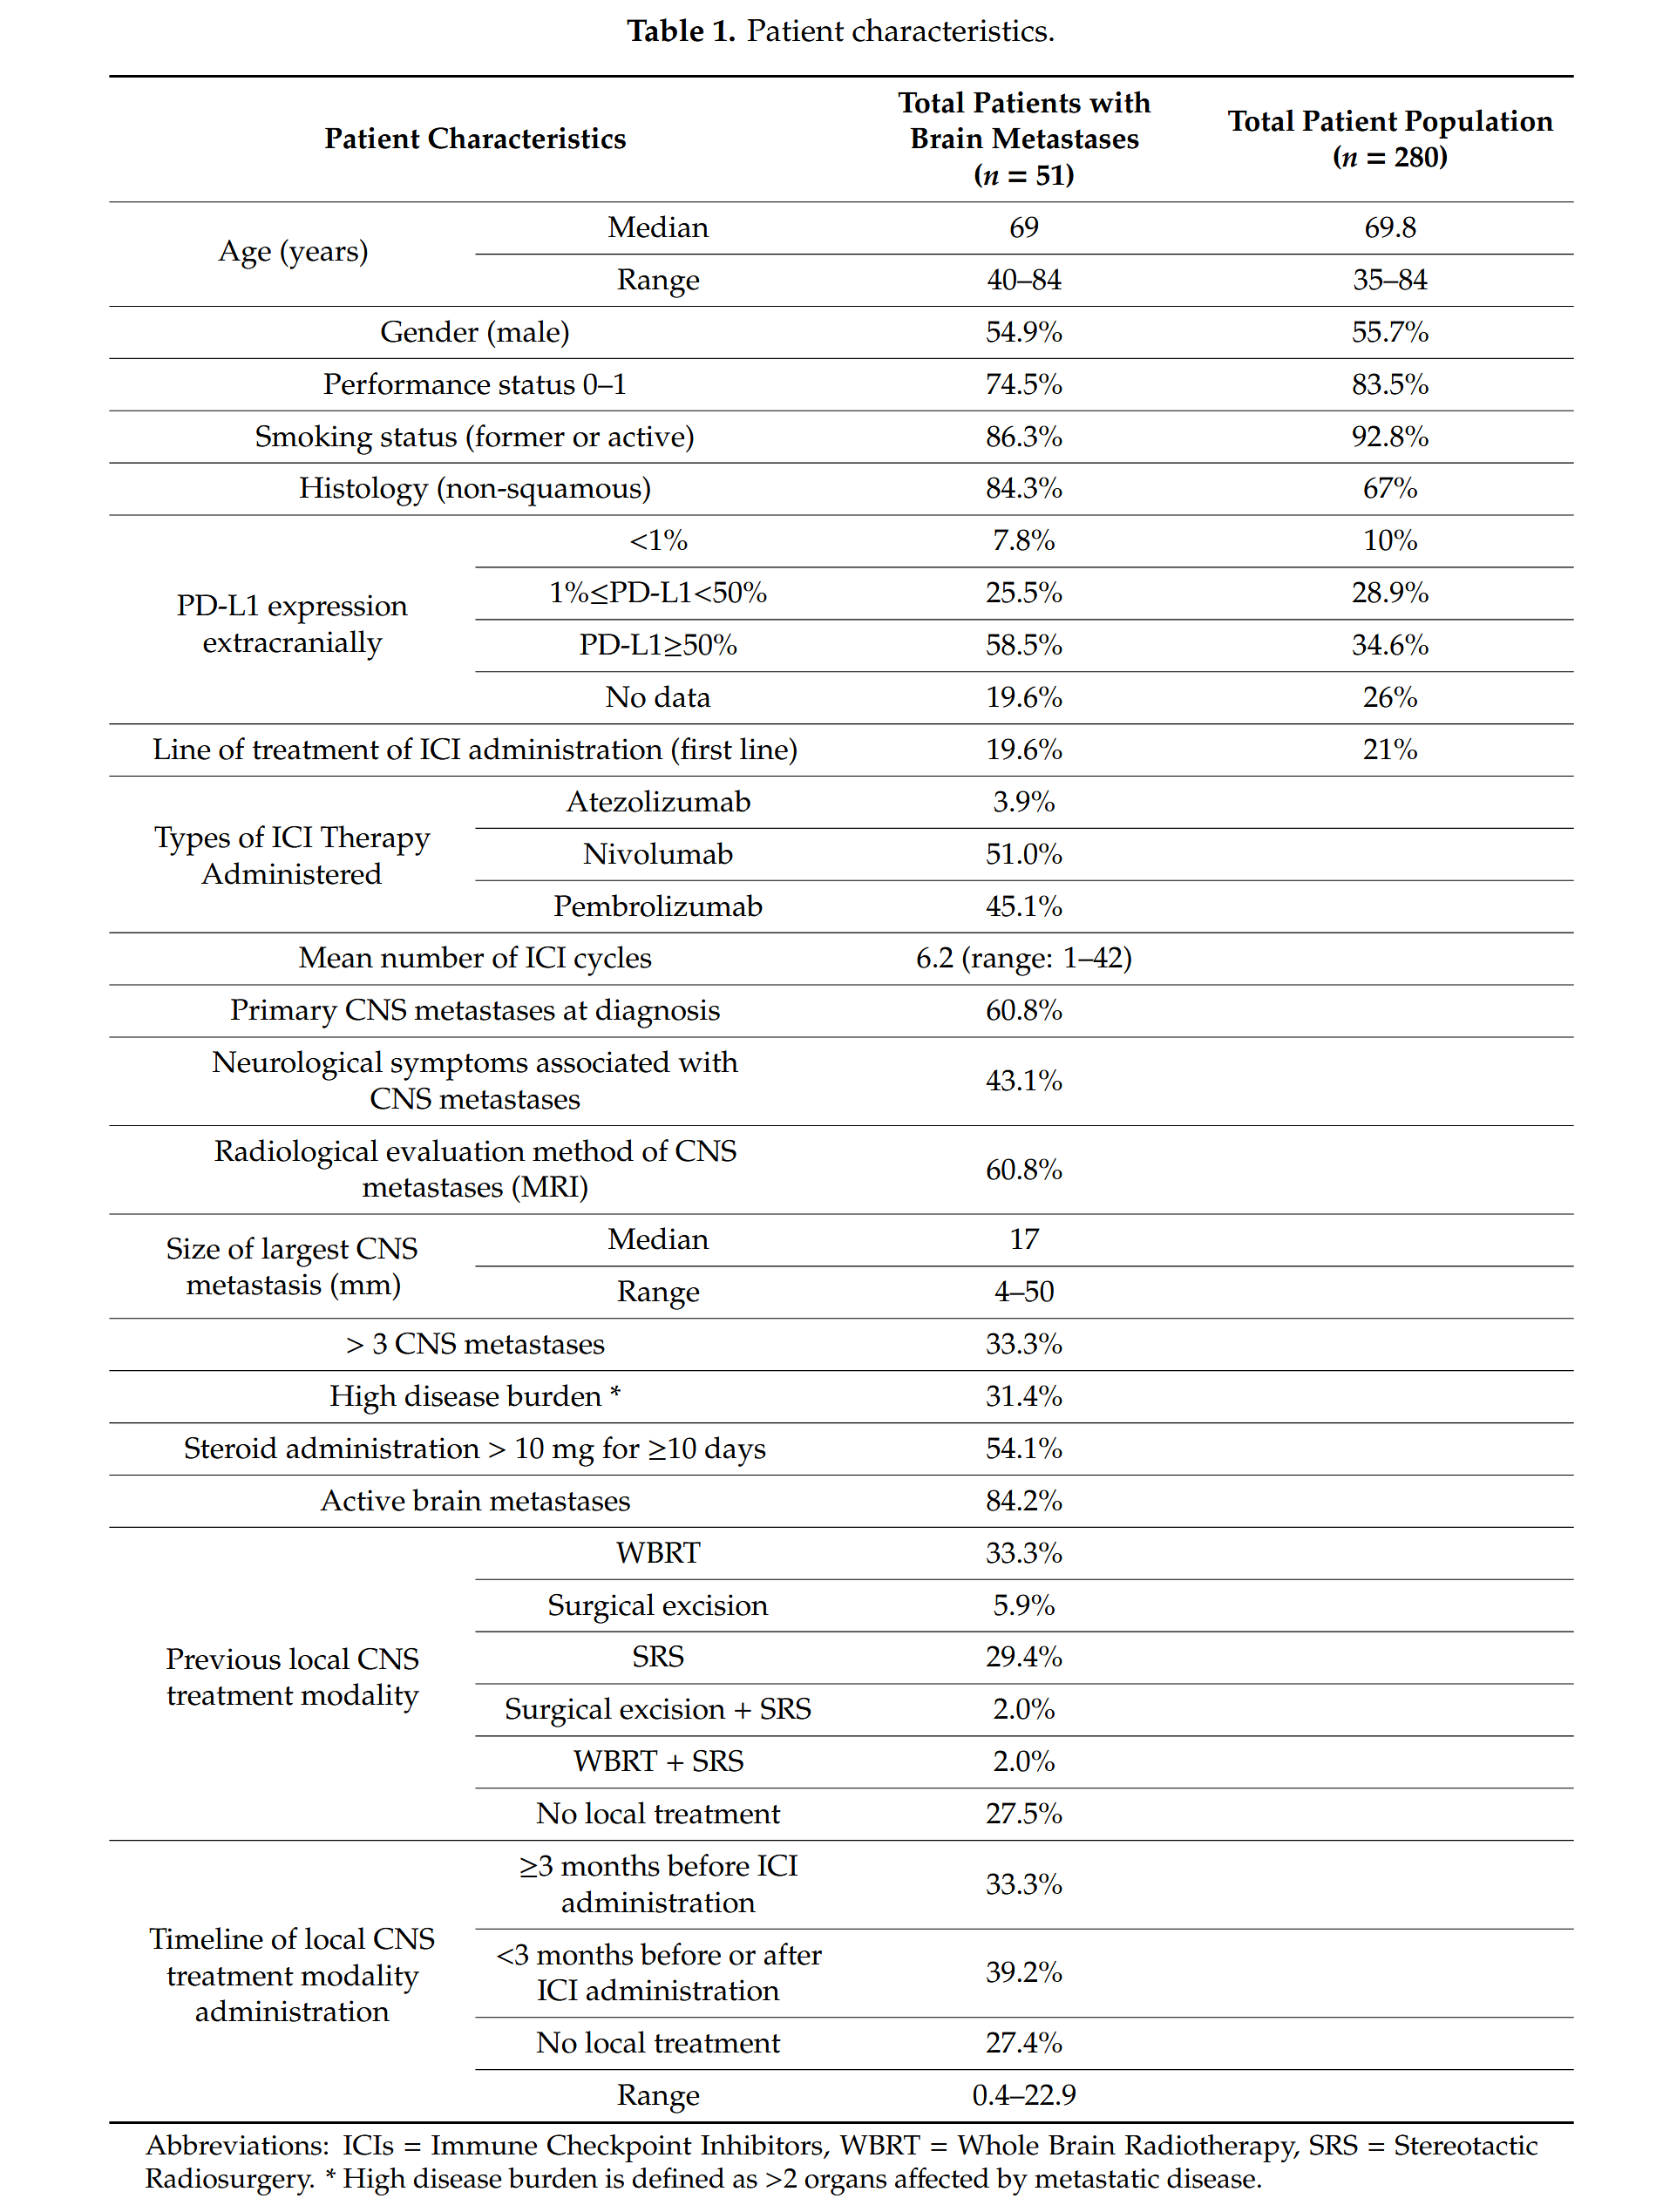 Table 1. Patient characteristics.
Patient Characteristics
Total Patients with
Brain Metastases
(n = 51)
Total Patient Population
(n = 280)
Age (years)
Median 69 69.8
Range 40–84 35–84
Gender (male) 54.9% 55.7%
Performance status 0–1 74.5% 83.5%
Smoking status (former or active) 86.3% 92.8%
Histology (non-squamous) 84.3% 67%
PD-L1 expression
extracranially
<1% 7.8% 10%
1%≤PD-L1<50% 25.5% 28.9%
PD-L1≥50% 58.5% 34.6%
No data 19.6% 26%
Line of treatment of ICI administration (first line) 19.6% 21%
Types of ICI Therapy
Administered
Atezolizumab 3.9%
Nivolumab 51.0%
Pembrolizumab 45.1%
Mean number of ICI cycles 6.2 (range: 1–42)
Primary CNS metastases at diagnosis 60.8%
Neurological symptoms associated with
CNS metastases
43.1%
Radiological evaluation method of CNS
metastases (MRI)
60.8%
Size of largest CNS
metastasis (mm)
Median 17
Range 4–50
> 3 CNS metastases 33.3%
High disease burden * 31.4%
Steroid administration > 10 mg for ≥10 days 54.1%
Active brain metastases 84.2%
Previous local CNS
treatment modality
WBRT 33.3%
Surgical excision 5.9%
SRS 29.4%
Surgical excision + SRS 2.0%
WBRT + SRS 2.0%
No local treatment 27.5%
Timeline of local CNS
treatment modality
administration
≥3 months before ICI
administration
33.3%
<3 months before or after
ICI administration
39.2%
No local treatment 27.4%
Range 0.4–22.9
Abbreviations: ICIs = Immune Checkpoint Inhibitors, WBRT = Whole Brain Radiotherapy, SRS = Stereotactic
Radiosurgery. * High disease burden is defined as >2 organs affected by metastatic disease.